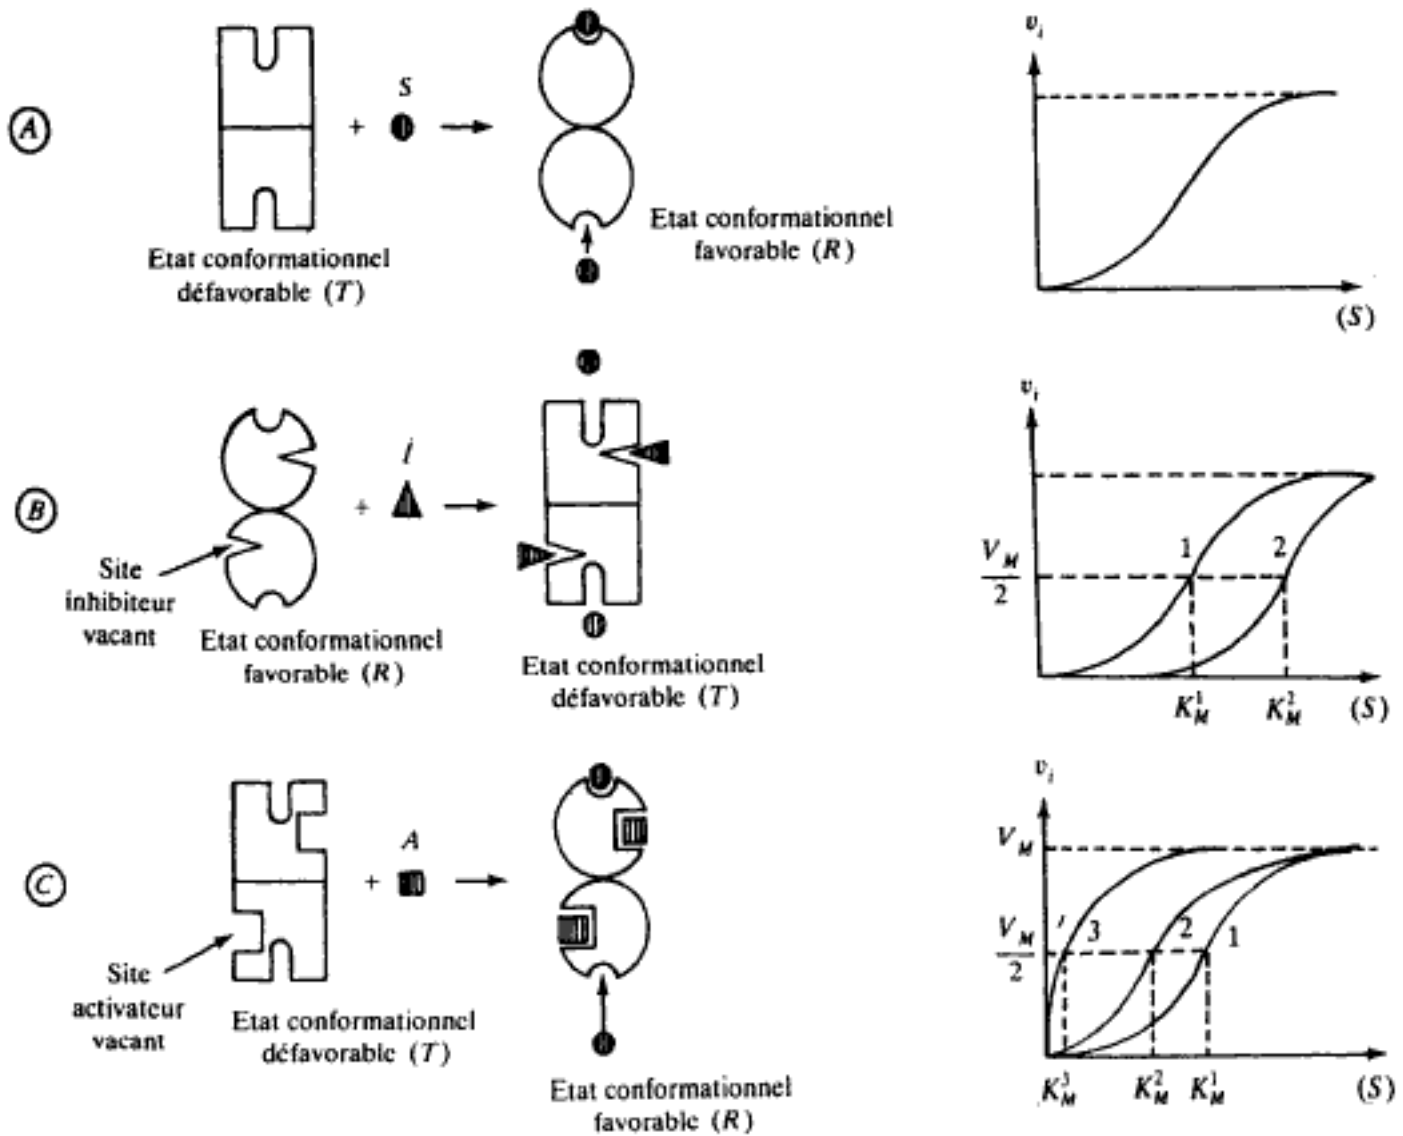 A
S
+
Etat conformationnel
défavorable (T)
Etat conformationnel
favorable (R)
v_i
(S)
B
i
+
Site
inhibiteur
vacant
Etat conformationnel
favorable (R)
Etat conformationnel
défavorable (T)
v_i
V_M
2
1
2
K_M^1
K_M^2
(S)
C
A
+
Site
activateur
vacant
Etat conformationnel
défavorable (T)
Etat conformationnel
favorable (R)
v_i
V_M
V_M
2
3
2
1
K_M^3
K_M^2
K_M^1
(S)